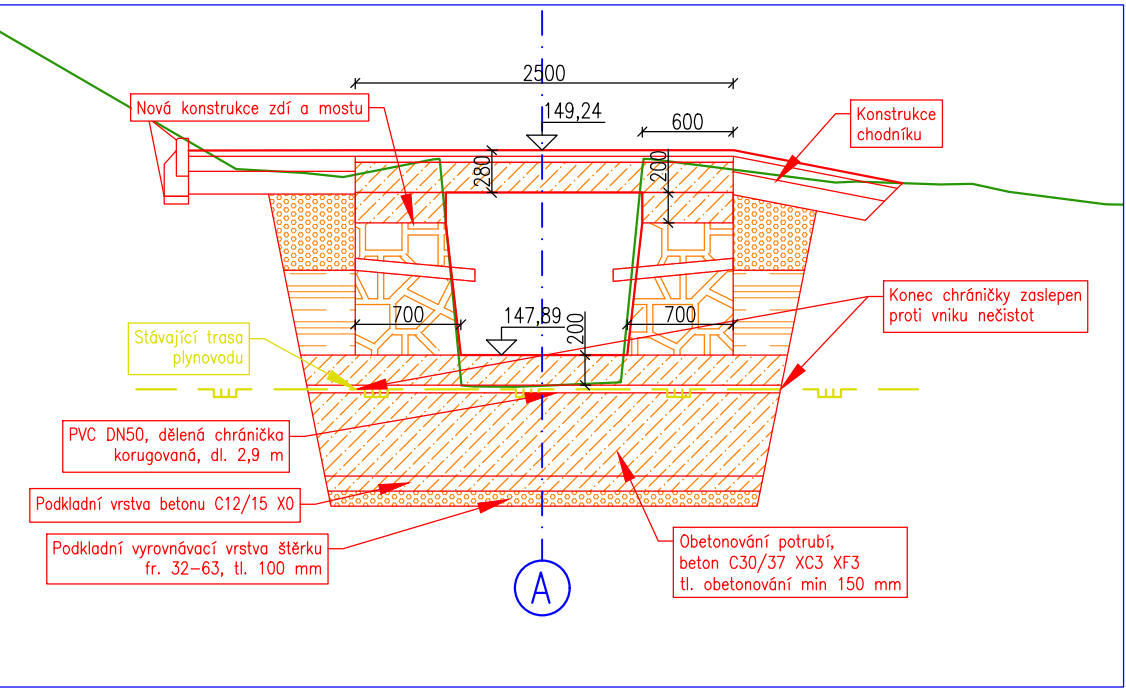 2500
Nová konstrukce zdí a mostu
149,24
600
Konstrukce
chodníku
280
200
Konec chráničky zaslepen
proti vniku nečistot
700
147,89
200
700
Stávající trasa
plynovodu
PVC DN50, dělená chránička
korugovaná, dl. 2,9 m
Podkladní vrstva betonu C12/15 X0
Podkladní vyrovnávací vrstva štěrku
fr. 32-63, tl. 100 mm
Obetonování potrubí,
beton C30/37 XC3 XF3
tl. obetonování min 150 mm
A